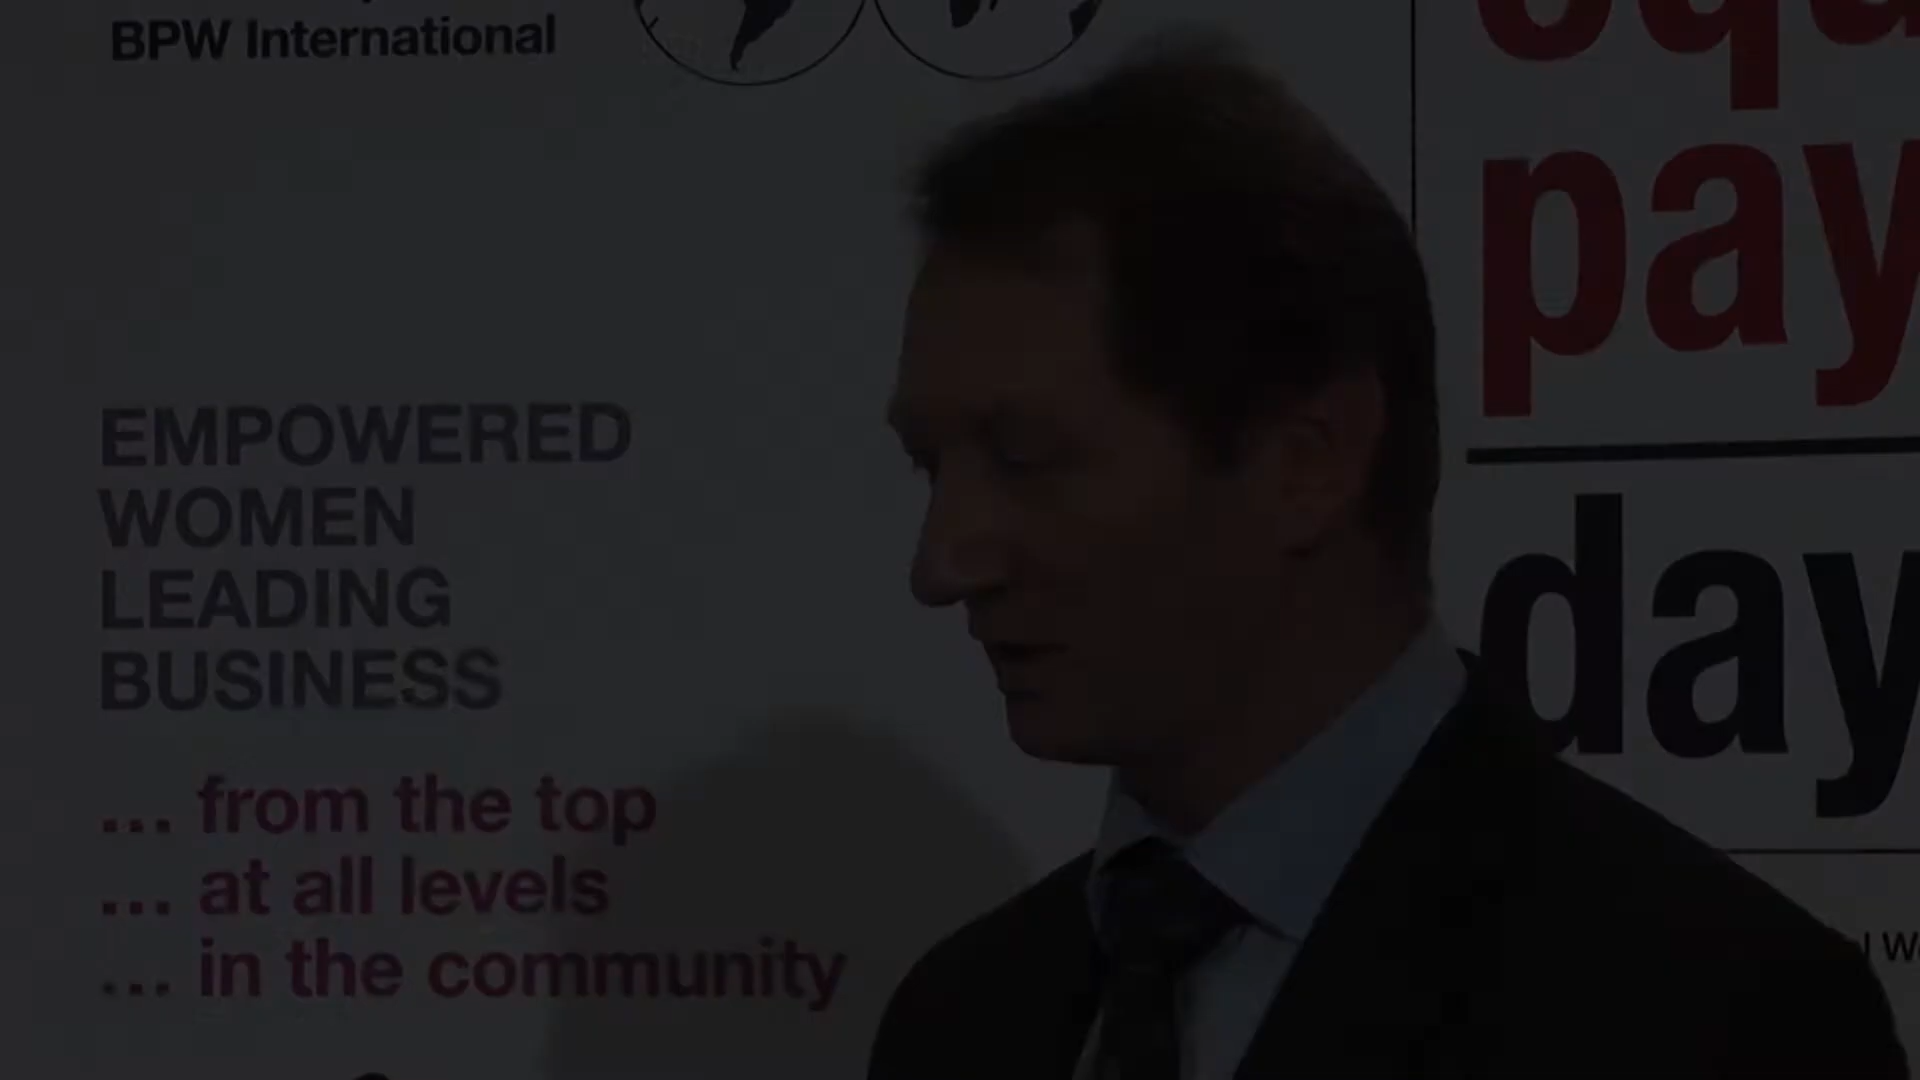 BPW International
EMPOWERED
WOMEN
LEADING
BUSINESS
... from the top
... at all levels
... in the community
pay
day